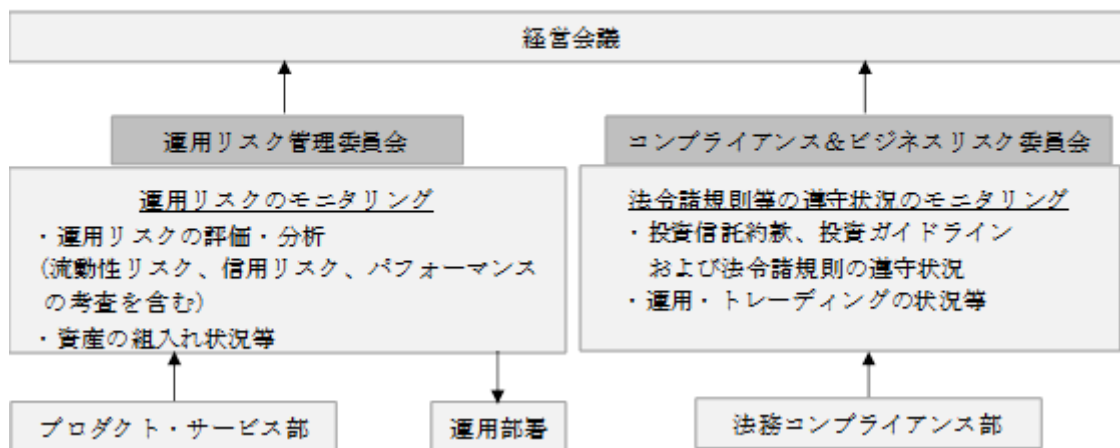 経営会議
運用リスク管理委員会
運用リスクのモニタリング
・運用リスクの評価・分析
(流動性リスク、信用リスク、パフォーマンス
の考査を含む)
・資産の組入れ状況等
コンプライアンス＆ビジネスリスク委員会
法令諸規則等の遵守状況のモニタリング
・投資信託約款、投資ガイドライン
および法令諸規則の遵守状況
・運用・トレーディングの状況等
プロダクト・サービス部
運用部署
法務コンプライアンス部